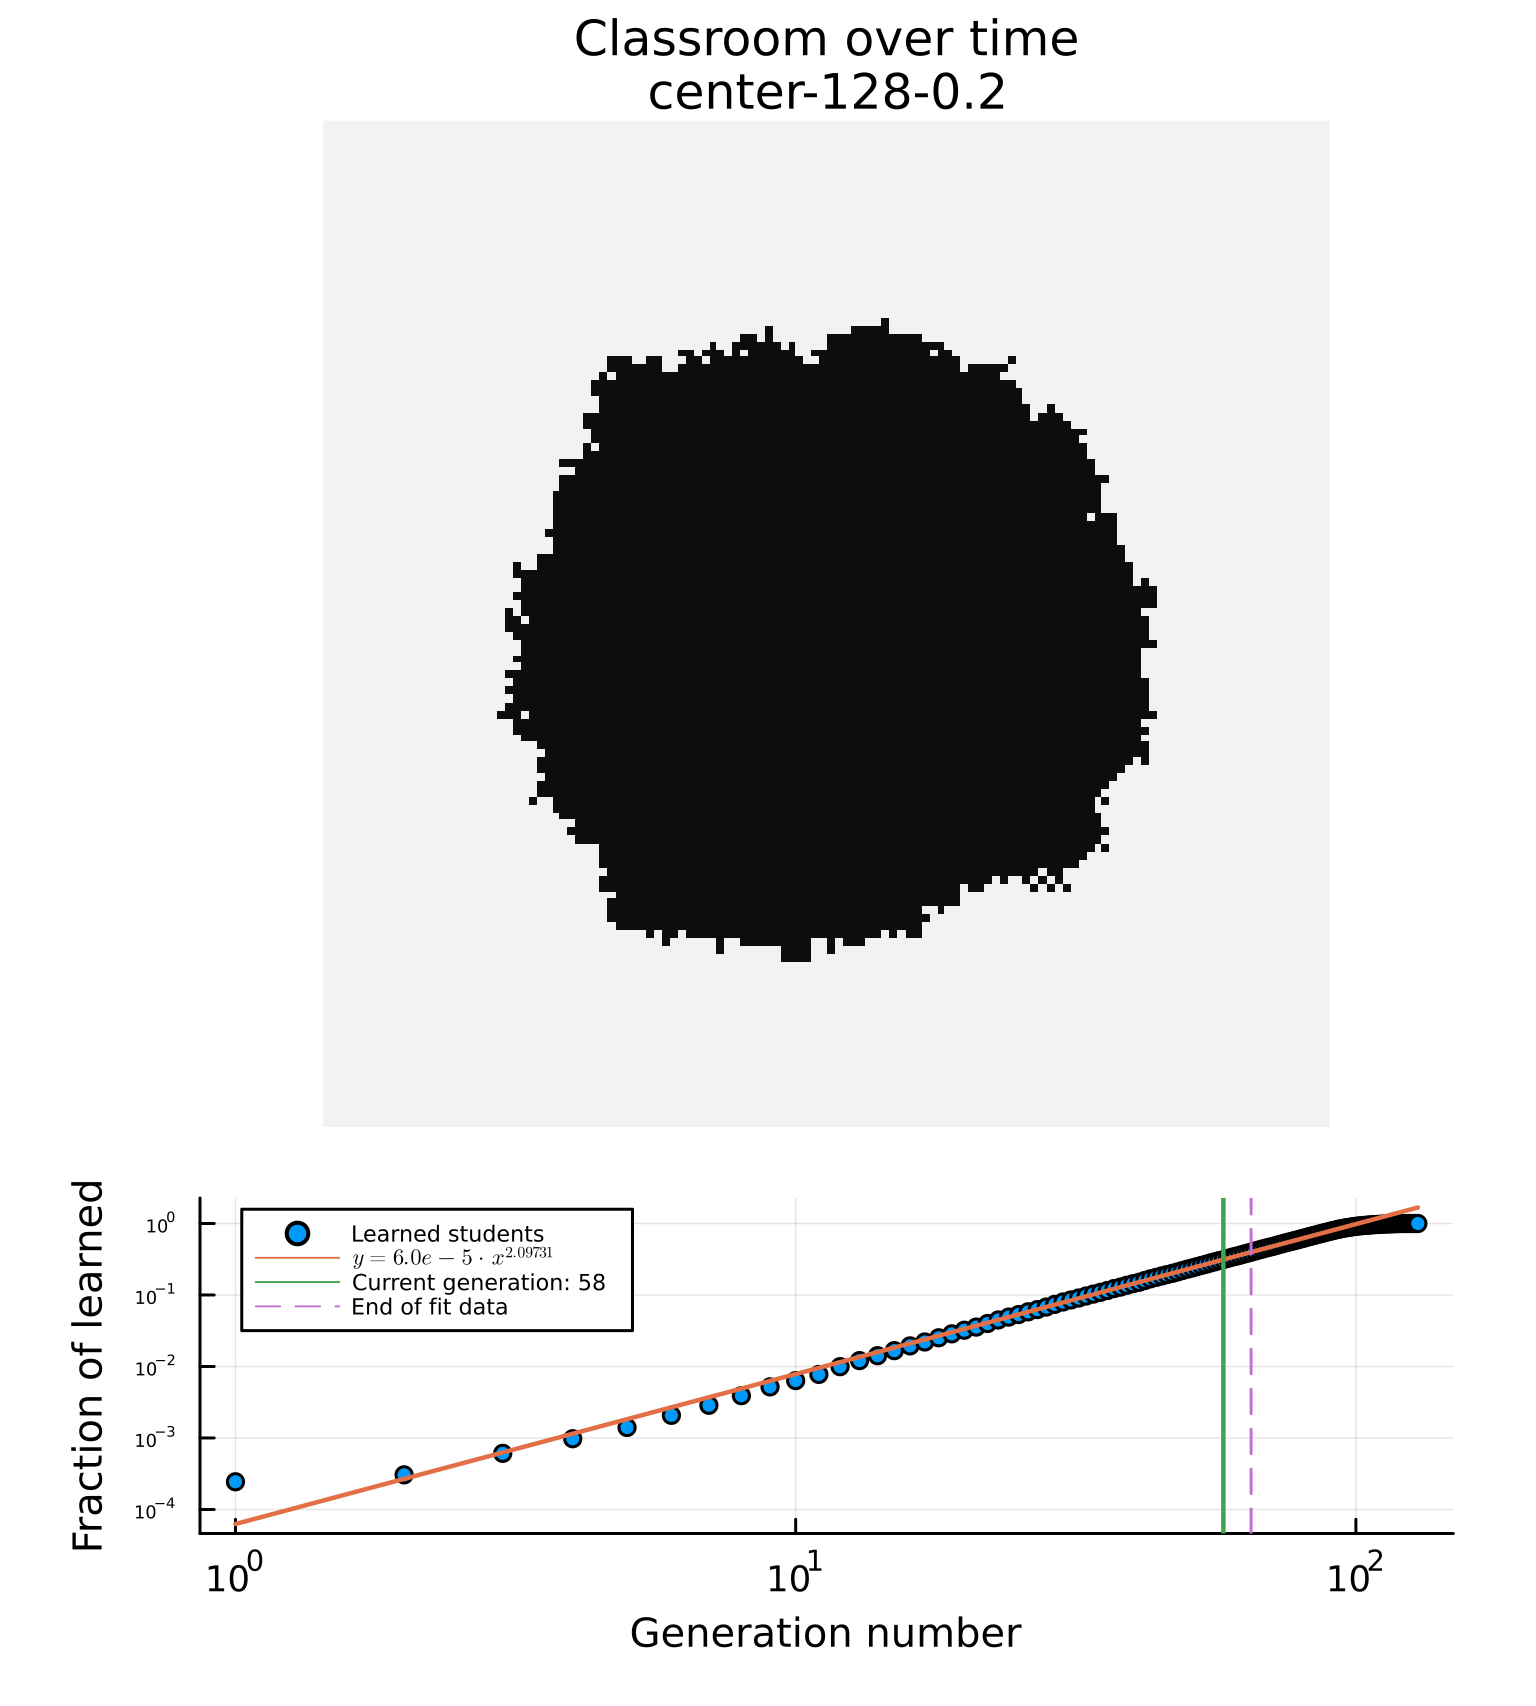 Classroom over time
center-128-0.2
Fraction of learned
10^0
10^-1
10^-2
10^-3
10^-4
Learned students
y = 6.0e − 5 · x^2.09731
Current generation: 58
End of fit data
10^0 10^1 10^2
Generation number